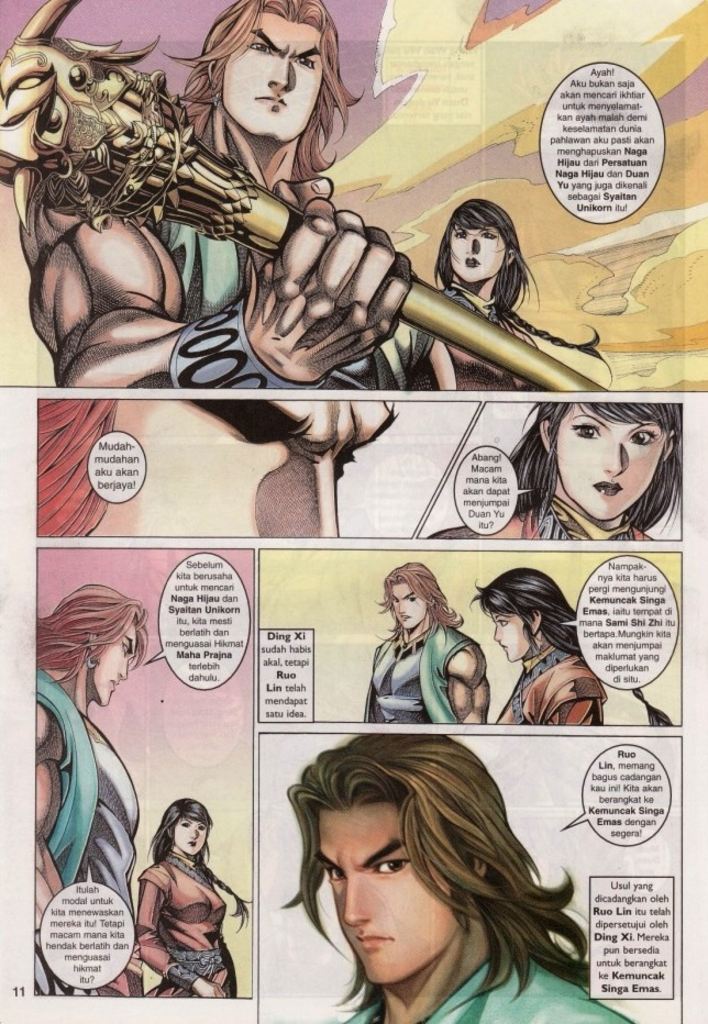 Ayah!
Aku bukan saja
akan mencari ikhtiar
untuk menyelamat-
kan ayah malah demi
keselamatan dunia
pahlawan aku pasti akan
menghapuskan Naga
Hijau dari Persatuan
Naga Hijau dan Duan
Yu yang juga dikenali
sebagai Syaitan
Unikorn itu!
Mudah-
mudahan
aku akan
berjaya!
Abang!
Macam
mana kita
akan dapat
menjumpai
Duan Yu
itu?
Sebelum
kita berusaha
untuk mencari
Naga Hijau dan
Syaitan Unikorn
itu, kita mesti
berlatih dan
menguasai Hikmat
Maha Prajna
terlebih
dahulu.
Itulah
modal untuk
kita menewaskan
mereka itu! Tetapi
macam mana kita
hendak berlatih dan
menguasai
hikmat
itu?
Ding Xi
sudah habis
akal, tetapi
Ruo
Lin telah
mendapat
satu idea.
Nampak-
nya kita harus
pergi mengunjungi
Kemuncak Singa
Emas, iaitu tempat di
mana Sami Shi Zhi itu
bertapa.Mungkin kita
akan menjumpai
maklumat yang
diperlukan
di situ.
Ruo
Lin, memang
bagus cadangan
kau ini! Kita akan
berangkat ke
Kemuncak Singa
Emas dengan
segera!
Usul yang
dicadangkan oleh
Ruo Lin itu telah
dipersetujui oleh
Ding Xi. Mereka
pun bersedia
untuk berangkat
ke Kemuncak
Singa Emas.
11